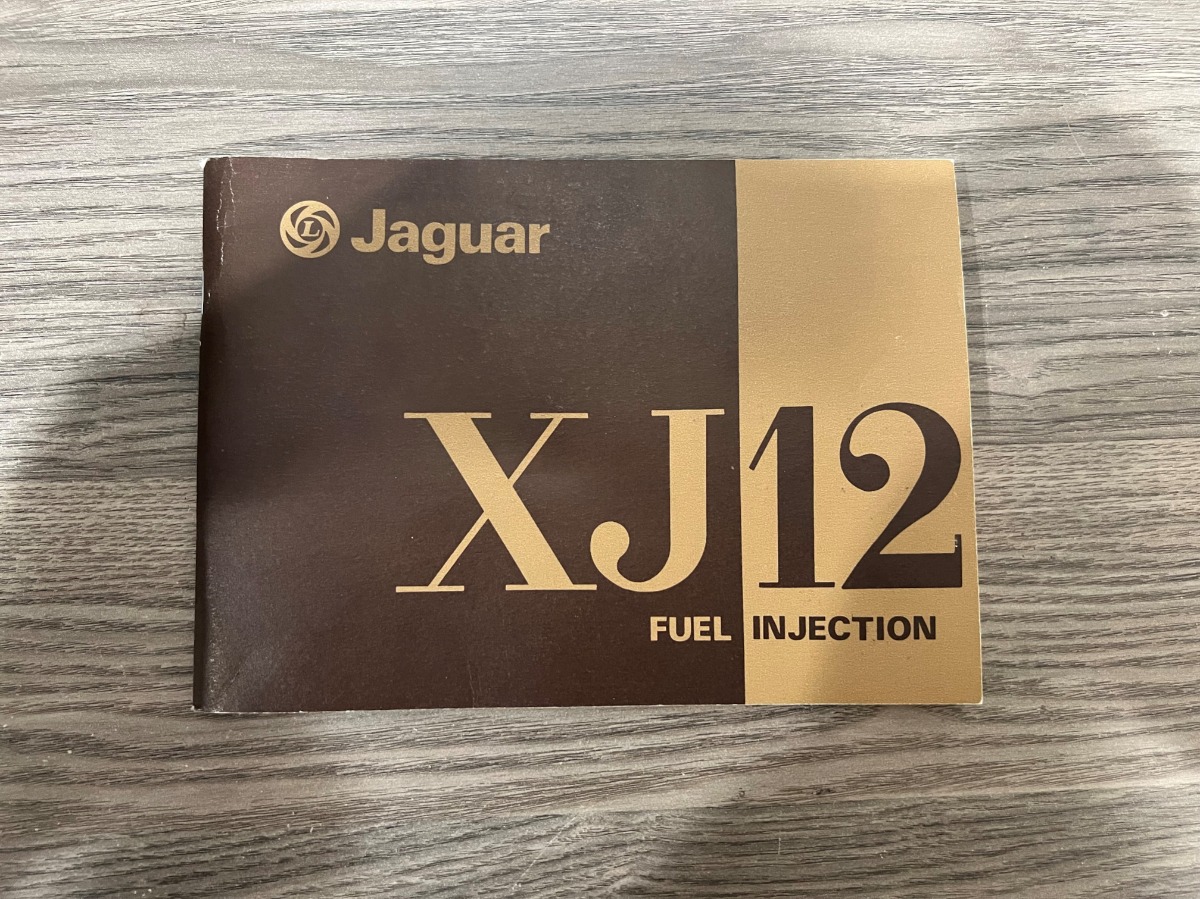 L Jaguar
XJ12
FUEL INJECTION